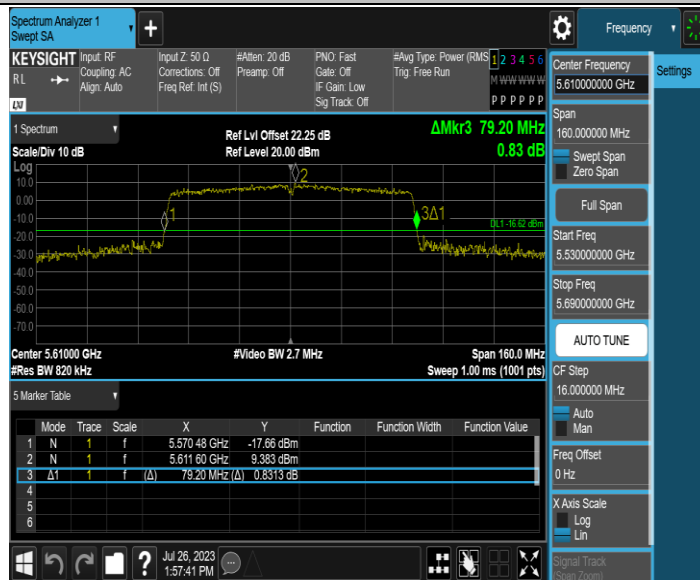 Spectrum Analyzer 1
Swept SA
+
Frequency
KEYSIGHT
R L
LXI
Input: RF
Coupling: AC
Align: Auto
Input Z: 50 Ω
Corrections: Off
Freq Ref: Int (S)
#Atten: 20 dB
Preamp: Off
PNO: Fast
Gate: Off
IF Gain: Low
Sig Track: Off
#Avg Type: Power (RMS
Trig: Free Run
1 2 3 4 5 6
M W W W W W
P P P P P P
1 Spectrum
Scale/Div 10 dB
Ref Lvl Offset 22.25 dB
Ref Level 20.00 dBm
ΔMkr3 79.20 MHz
0.83 dB
Log
10.0
0.00
-10.0
-20.0
-30.0
-40.0
-50.0
-60.0
-70.0
1
2
3Δ1
DL1 -16.62 dBm
Center 5.61000 GHz
#Res BW 820 kHz
#Video BW 2.7 MHz
Span 160.0 MHz
Sweep 1.00 ms (1001 pts)
5 Marker Table
Mode Trace Scale X Y Function Function Width Function Value
1 N 1 f 5.570 48 GHz -17.66 dBm
2 N 1 f 5.611 60 GHz 9.383 dBm
3 Δ1 1 f (Δ) 79.20 MHz (Δ) 0.8313 dB
4
5
6
?
Jul 26, 2023
1:57:41 PM
Center Frequency
5.610000000 GHz
Span
160.000000 MHz
Swept Span
Zero Span
Full Span
Start Freq
5.530000000 GHz
Stop Freq
5.690000000 GHz
AUTO TUNE
CF Step
16.000000 MHz
Auto
Man
Freq Offset
0 Hz
X Axis Scale
Log
Lin
Signal Track
(Span Zoom)
Settings